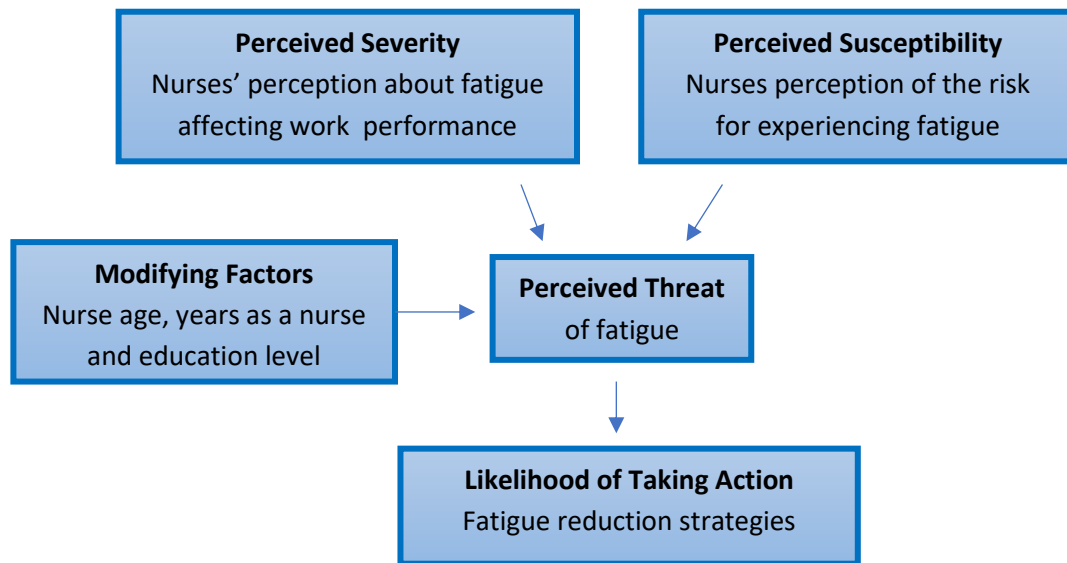 Perceived Severity
Nurses’ perception about fatigue
affecting work performance
Perceived Susceptibility
Nurses perception of the risk
for experiencing fatigue
Modifying Factors
Nurse age, years as a nurse
and education level
Perceived Threat
of fatigue
Likelihood of Taking Action
Fatigue reduction strategies